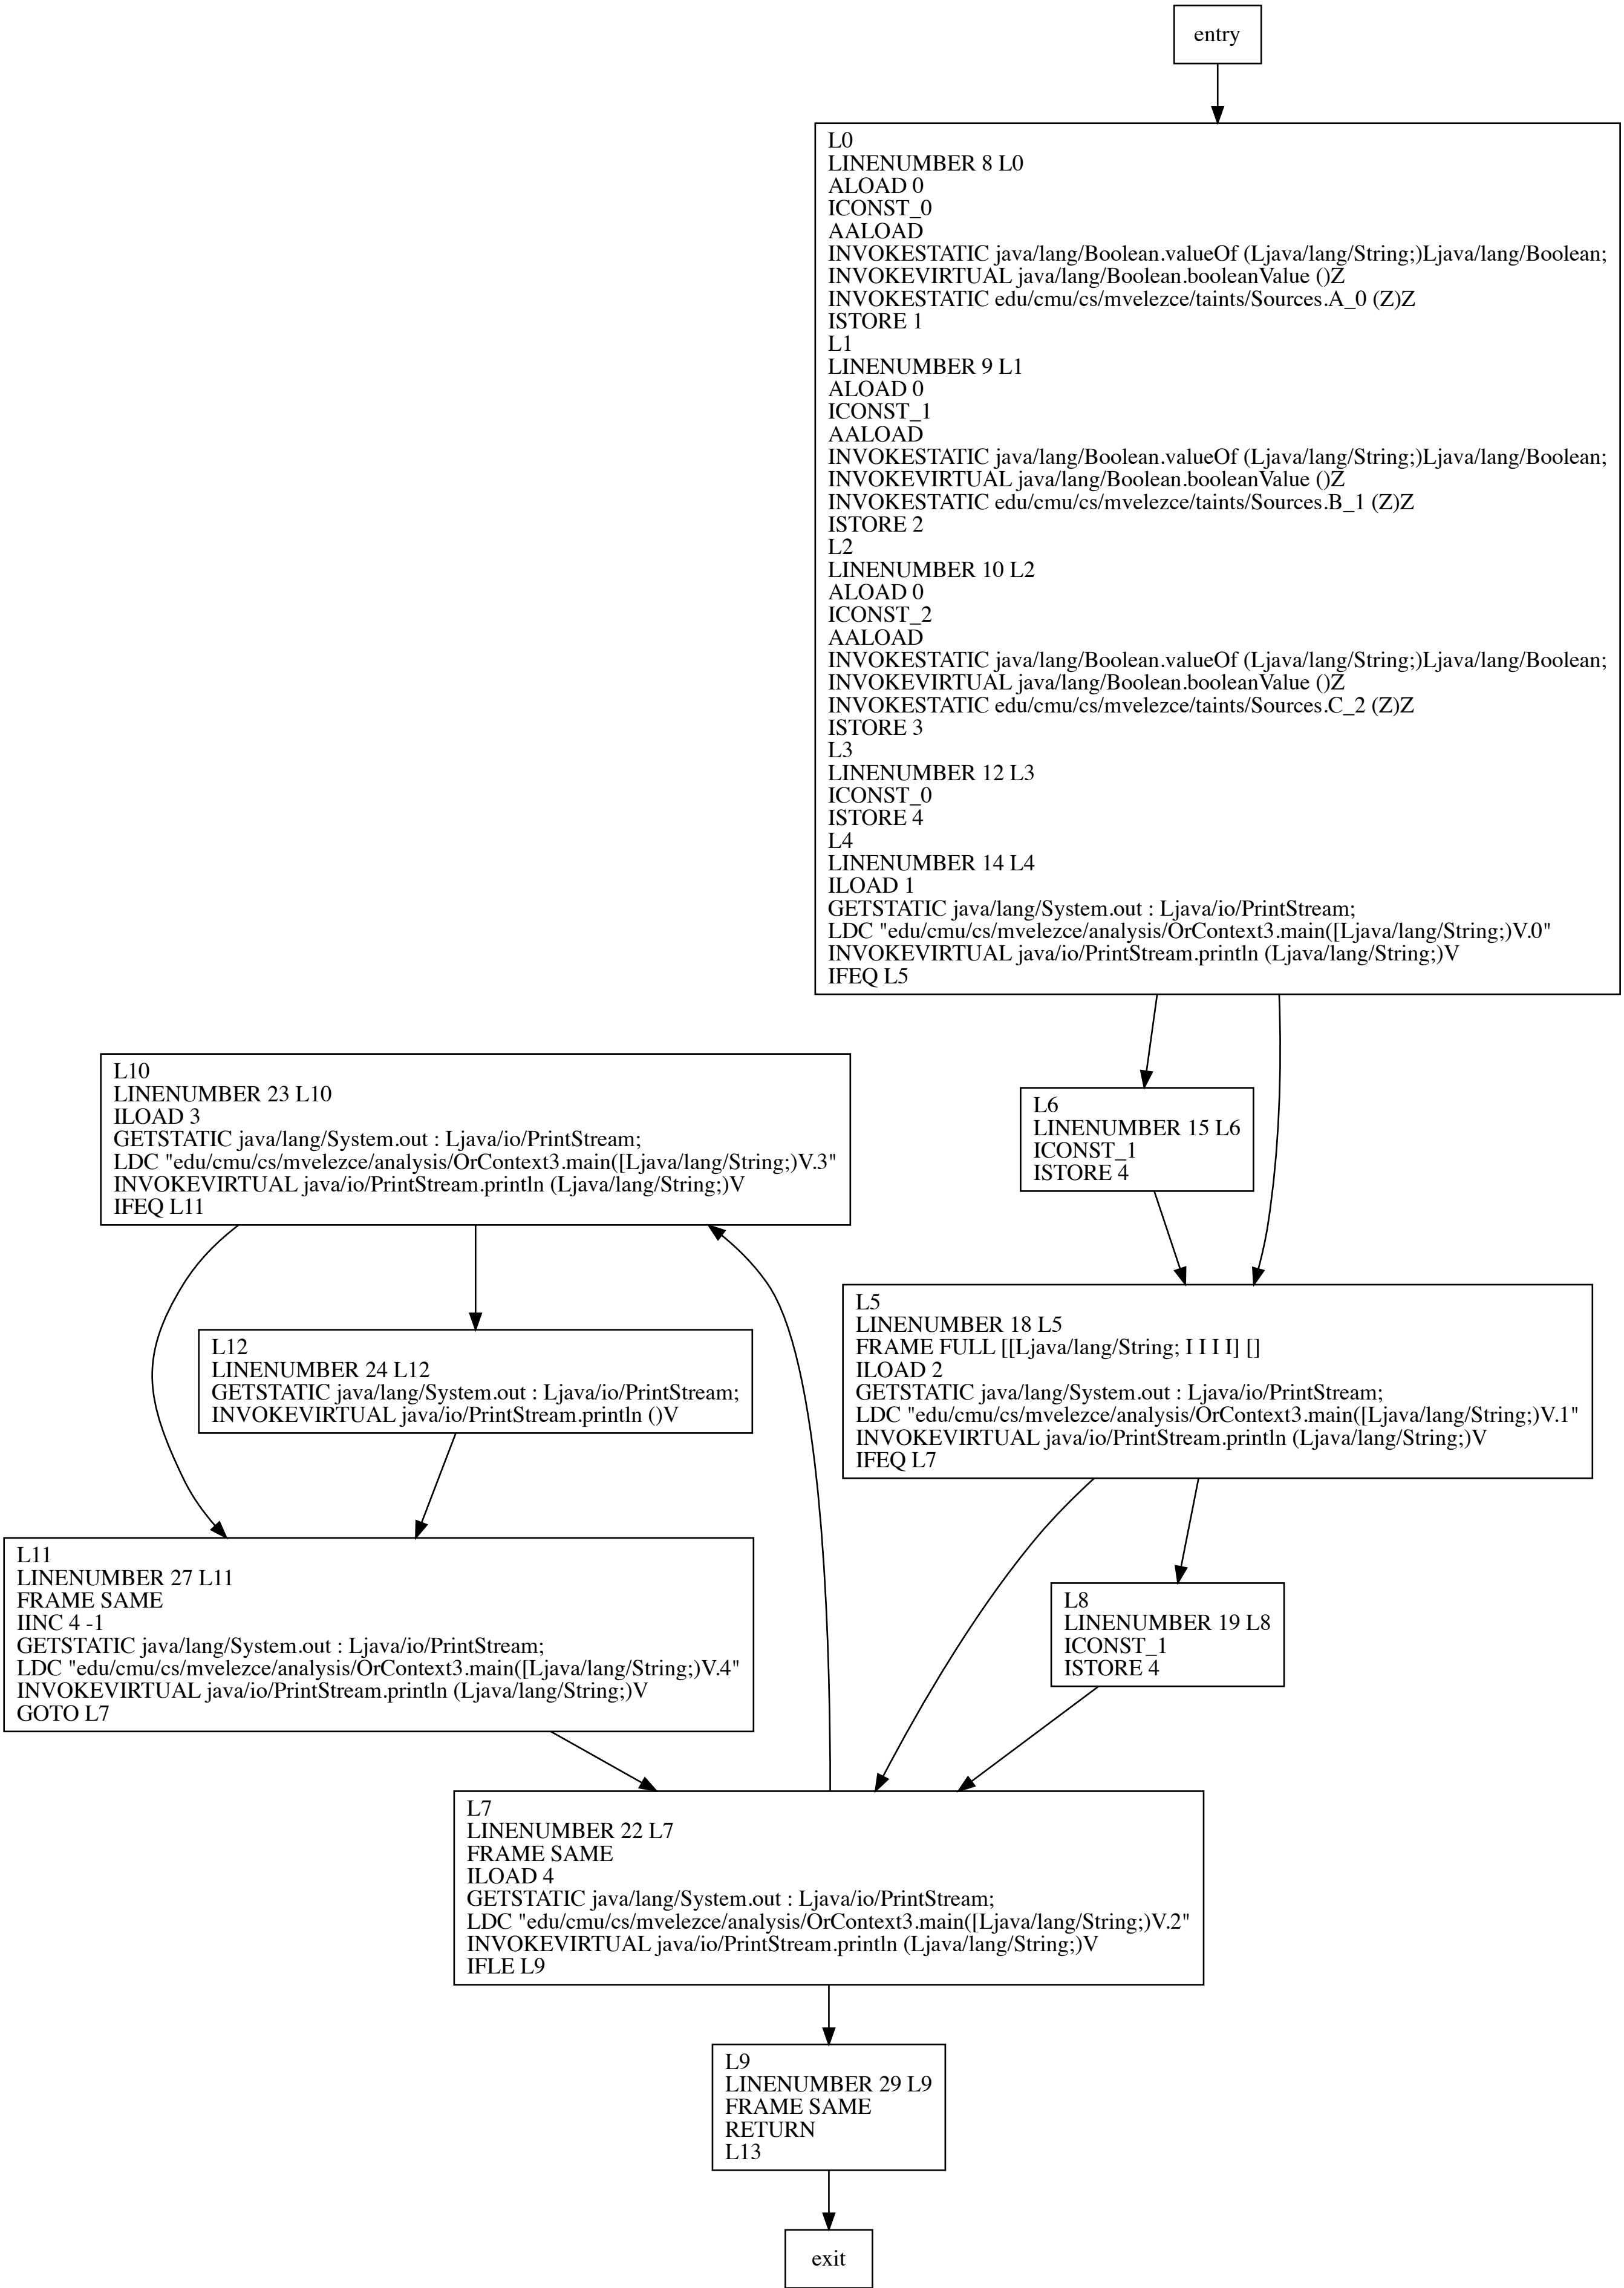 entry
L0
LINENUMBER 8 L0
ALOAD 0
ICONST_0
AALOAD
INVOKESTATIC java/lang/Boolean.valueOf (Ljava/lang/String;)Ljava/lang/Boolean;
INVOKEVIRTUAL java/lang/Boolean.booleanValue ()Z
INVOKESTATIC edu/cmu/cs/mvelezce/taints/Sources.A_0 (Z)Z
ISTORE 1
L1
LINENUMBER 9 L1
ALOAD 0
ICONST_1
AALOAD
INVOKESTATIC java/lang/Boolean.valueOf (Ljava/lang/String;)Ljava/lang/Boolean;
INVOKEVIRTUAL java/lang/Boolean.booleanValue ()Z
INVOKESTATIC edu/cmu/cs/mvelezce/taints/Sources.B_1 (Z)Z
ISTORE 2
L2
LINENUMBER 10 L2
ALOAD 0
ICONST_2
AALOAD
INVOKESTATIC java/lang/Boolean.valueOf (Ljava/lang/String;)Ljava/lang/Boolean;
INVOKEVIRTUAL java/lang/Boolean.booleanValue ()Z
INVOKESTATIC edu/cmu/cs/mvelezce/taints/Sources.C_2 (Z)Z
ISTORE 3
L3
LINENUMBER 12 L3
ICONST_0
ISTORE 4
L4
LINENUMBER 14 L4
ILOAD 1
GETSTATIC java/lang/System.out : Ljava/io/PrintStream;
LDC "edu/cmu/cs/mvelezce/analysis/OrContext3.main([Ljava/lang/String;)V.0"
INVOKEVIRTUAL java/io/PrintStream.println (Ljava/lang/String;)V
IFEQ L5
L10
LINENUMBER 23 L10
ILOAD 3
GETSTATIC java/lang/System.out : Ljava/io/PrintStream;
LDC "edu/cmu/cs/mvelezce/analysis/OrContext3.main([Ljava/lang/String;)V.3"
INVOKEVIRTUAL java/io/PrintStream.println (Ljava/lang/String;)V
IFEQ L11
L6
LINENUMBER 15 L6
ICONST_1
ISTORE 4
L5
LINENUMBER 18 L5
FRAME FULL [[Ljava/lang/String; I I I I] []
ILOAD 2
GETSTATIC java/lang/System.out : Ljava/io/PrintStream;
LDC "edu/cmu/cs/mvelezce/analysis/OrContext3.main([Ljava/lang/String;)V.1"
INVOKEVIRTUAL java/io/PrintStream.println (Ljava/lang/String;)V
IFEQ L7
L12
LINENUMBER 24 L12
GETSTATIC java/lang/System.out : Ljava/io/PrintStream;
INVOKEVIRTUAL java/io/PrintStream.println ()V
L11
LINENUMBER 27 L11
FRAME SAME
IINC 4 -1
GETSTATIC java/lang/System.out : Ljava/io/PrintStream;
LDC "edu/cmu/cs/mvelezce/analysis/OrContext3.main([Ljava/lang/String;)V.4"
INVOKEVIRTUAL java/io/PrintStream.println (Ljava/lang/String;)V
GOTO L7
L8
LINENUMBER 19 L8
ICONST_1
ISTORE 4
L7
LINENUMBER 22 L7
FRAME SAME
ILOAD 4
GETSTATIC java/lang/System.out : Ljava/io/PrintStream;
LDC "edu/cmu/cs/mvelezce/analysis/OrContext3.main([Ljava/lang/String;)V.2"
INVOKEVIRTUAL java/io/PrintStream.println (Ljava/lang/String;)V
IFLE L9
L9
LINENUMBER 29 L9
FRAME SAME
RETURN
L13
exit